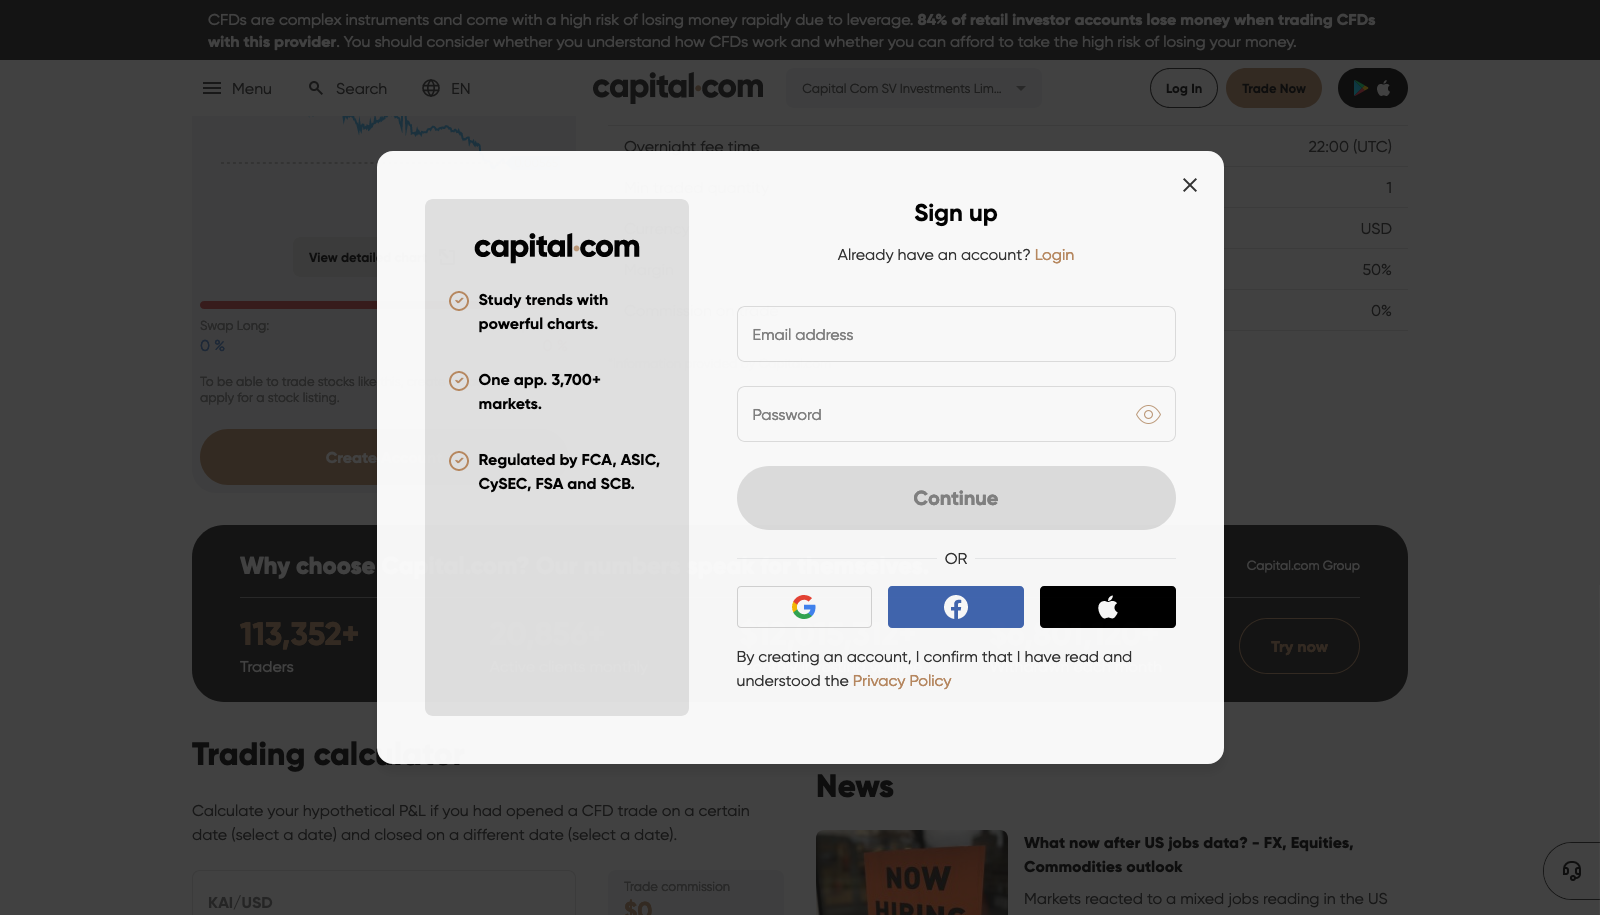 CFDs are complex instruments and come with a high risk of losing money rapidly due to leverage. 84% of retail investor accounts lose money when trading CFDs
with this provider. You should consider whether you understand how CFDs work and whether you can afford to take the high risk of losing your money.
Menu
Search
EN
capital.com
Capital Com SV Investments Lim...
Log In
Trade Now
Overnight fee time
22:00 (UTC)
1
USD
50%
0%
View detailed
Swap Long:
0 %
To be able to trade stocks like
apply for a stock listing.
Create
Sign up
Already have an account? Login
capital.com
Study trends with
powerful charts.
One app. 3,700+
markets.
Regulated by FCA, ASIC,
CySEC, FSA and SCB.
Email address
Password
Continue
OR
By creating an account, I confirm that I have read and
understood the Privacy Policy
Why choose Capital.com? Our numbers speak for themselves.
Capital.com Group
113,352+
Traders
Try now
Trading calculator
Calculate your hypothetical P&L if you had opened a CFD trade on a certain
date (select a date) and closed on a different date (select a date).
KAI/USD
Trade commission
$0
News
NOW
HIRING
What now after US jobs data? - FX, Equities,
Commodities outlook
Markets reacted to a mixed jobs reading in the US